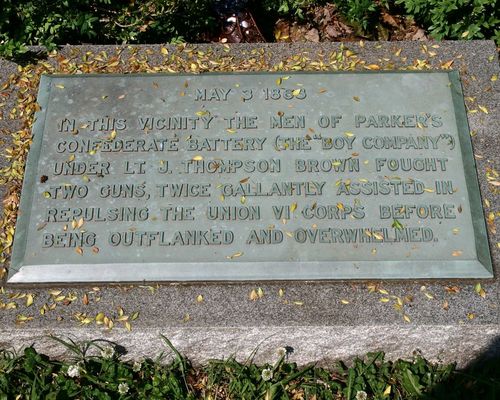 MAY 3 1863
IN THIS VICINITY THE MEN OF PARKER'S
CONFEDERATE BATTERY (THE "BOY COMPANY")
UNDER LT J. THOMPSON BROWN FOUGHT
TWO GUNS, TWICE GALLANTLY ASSISTED IN
REPULSING THE UNION VI CORPS BEFORE
BEING OUTFLANKED AND OVERWHELMED.